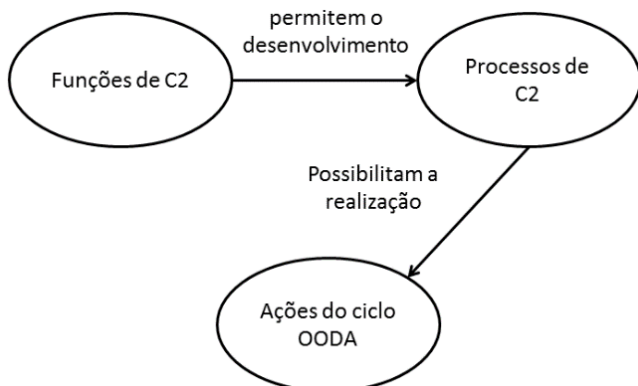 permitem o
desenvolvimento
Funções de C2
Processos de
C2
Possibilitam a
realização
Ações do ciclo
OODA